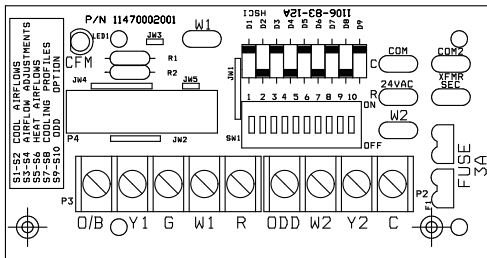 P/N 11470002001
HSCI
1106-83-12A
LED1
CFM
JW3
W1
R1
R2
JW4
JW5
JW1
JW2
P4
D1 D2 D3 D4 D5 D6 D7 D8 D9
C
COM
COM2
R
24VAC
XFMR
SEC
W2
1 2 3 4 5 6 7 8 9 10
ON
OFF
SW1
S1-S2 COOL AIRFLOWS
S3-S4 AIRFLOW ADJUSTMENTS
S5-S6 HEAT AIRFLOWS
S7-S8 COOLING PROFILES
S9-S10 ODD OPTION
FUSE
3A
F1
P2
P3
O/B Y1 G W1 R ODD W2 Y2 C